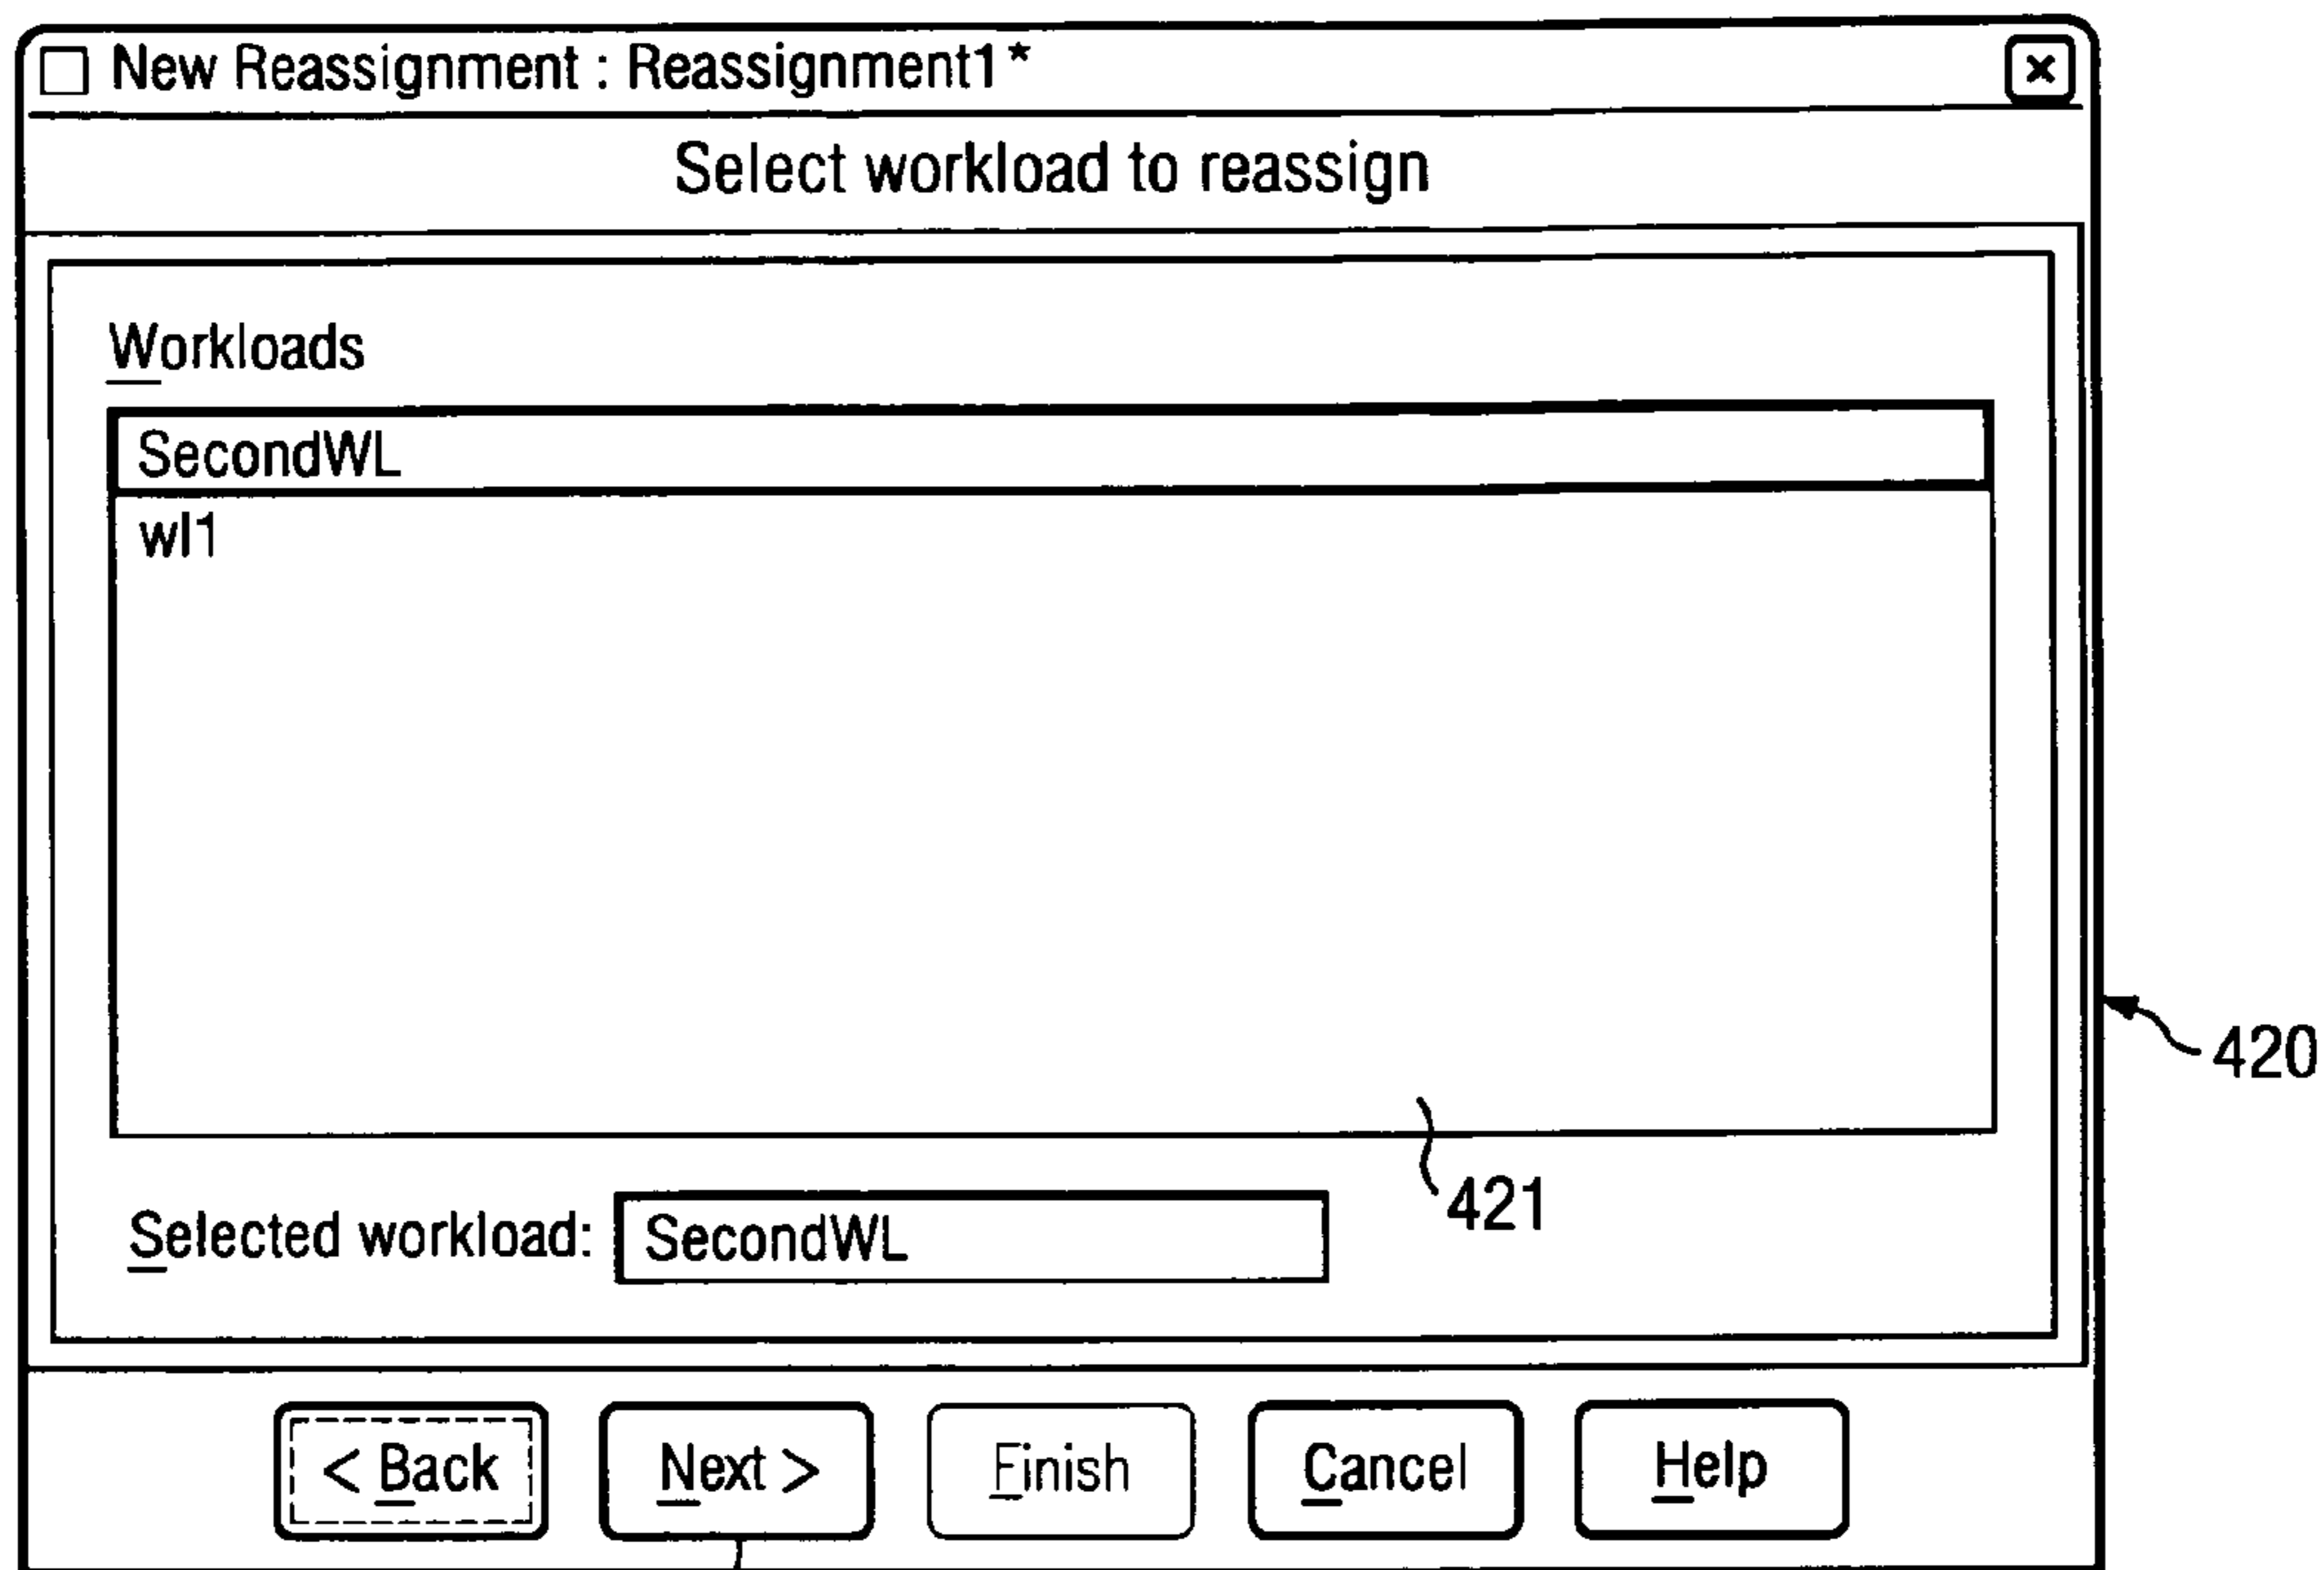 New Reassignment : Reassignment1*
Select workload to reassign
Workloads
SecondWL
wl1
420
421
Selected workload: SecondWL
< Back Next > Finish Cancel Help